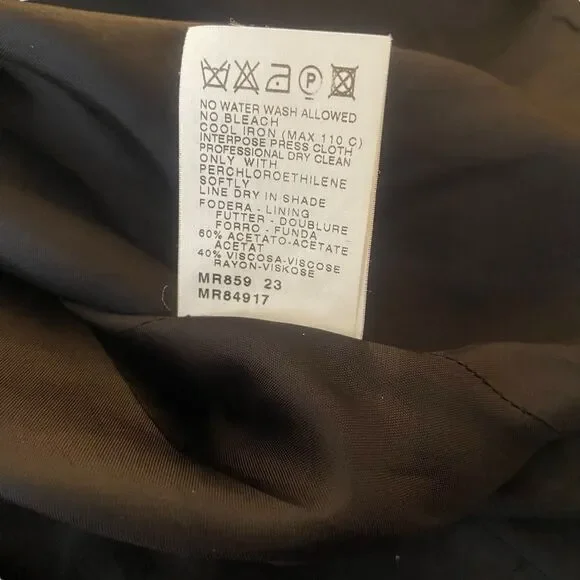 P
NO WATER WASH ALLOWED
NO BLEACH
COOL IRON (MAX 110 C)
INTERPOSE PRESS CLOTH
PROFESSIONAL DRY CLEAN
ONLY WITH
PERCHLOROETHILENE
SOFTLY
LINE DRY IN SHADE
FODERA - LINING
FUTTER - DOUBLURE
FORRO - FUNDA
60% ACETATO-ACETATE
ACETAT
40% VISCOSA-VISCOSE
RAYON-VISKOSE
MR859 23
MR84917